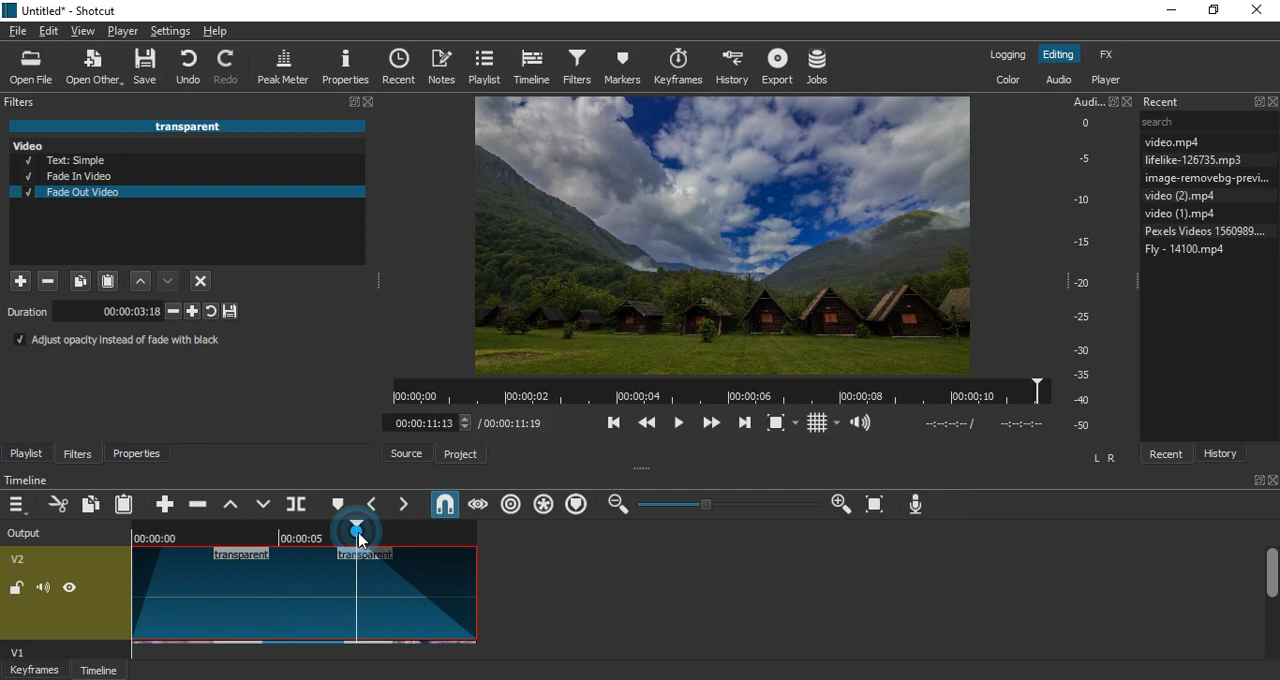 Untitled* - Shotcut
File Edit View Player Settings Help
Open File Open Other... Save Undo Redo Peak Meter Properties Recent Notes Playlist Timeline Filters Markers Keyframes History Export Jobs
Logging Editing FX
Color Audio Player
Filters
transparent
Video
Text: Simple
Fade In Video
Fade Out Video
Duration 00:00:03:18
Adjust opacity instead of fade with black
Playlist Filters Properties
00:00:00 00:00:02 00:00:04 00:00:06 00:00:08 00:00:10
00:00:11:13 / 00:00:11:19
--:--:--:-- / --:--:--:--
Source Project
Audi...
0
-5
-10
-15
-20
-25
-30
-35
-40
-50
L R
Recent
search
video.mp4
lifelike-126735.mp3
image-removebg-previ...
video (2).mp4
video (1).mp4
Pexels Videos 1560989....
Fly - 14100.mp4
Recent History
Timeline
Output
00:00:00 00:00:05
V2
transparent transparent
V1
Keyframes Timeline